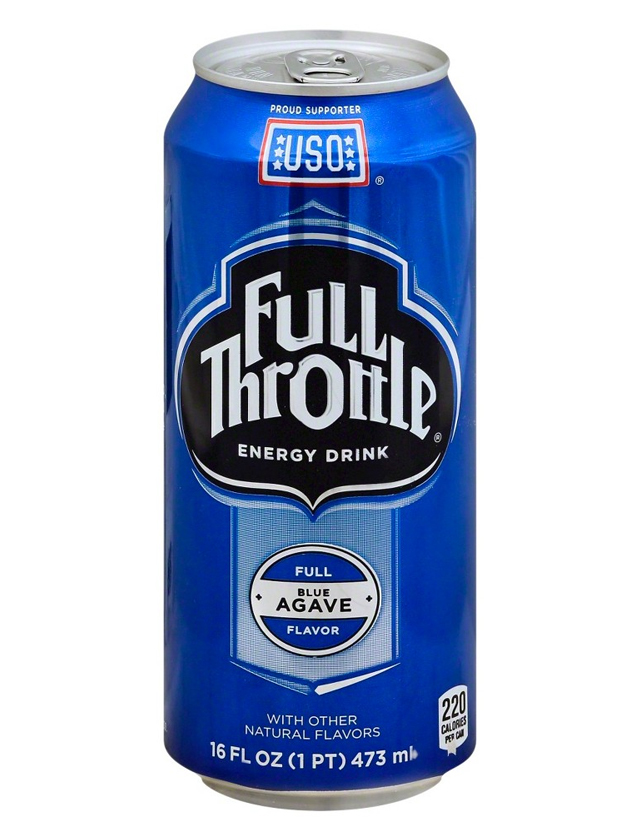 PROUD SUPPORTER
USO
®
FULL
THROTTLE
®
ENERGY DRINK
FULL
BLUE
AGAVE
FLAVOR
WITH OTHER
NATURAL FLAVORS
16 FL OZ (1 PT) 473 mL
220
CALORIES
PER CAN